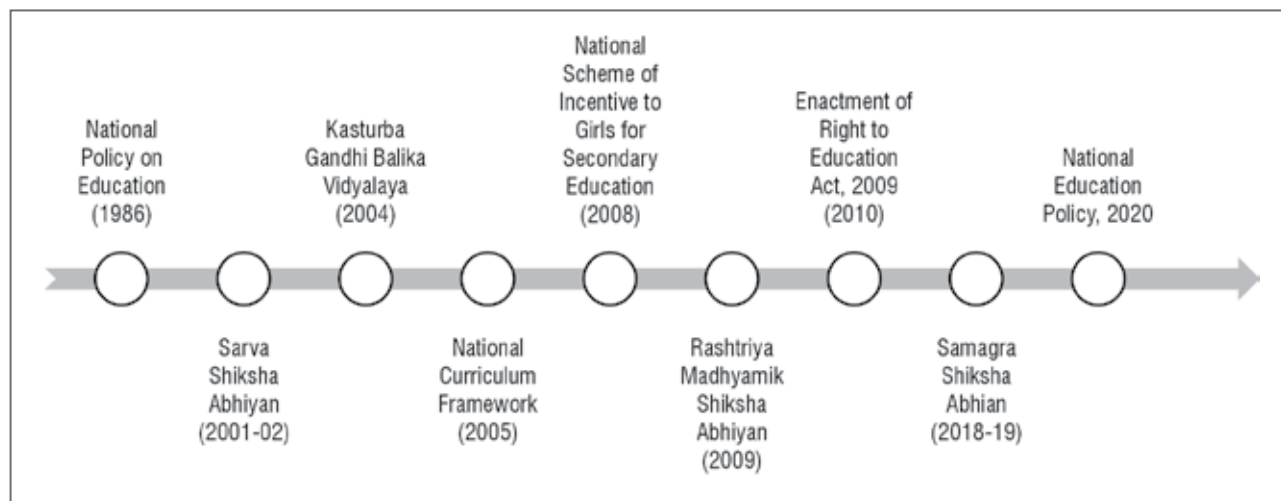 National
Policy on
Education
(1986)
Sarva
Shiksha
Abhiyan
(2001-02)
Kasturba
Gandhi Balika
Vidyalaya
(2004)
National
Curriculum
Framework
(2005)
National
Scheme of
Incentive to
Girls for
Secondary
Education
(2008)
Rashtriya
Madhyamik
Shiksha
Abhiyan
(2009)
Enactment of
Right to
Education
Act, 2009
(2010)
Samagra
Shiksha
Abhian
(2018-19)
National
Education
Policy, 2020